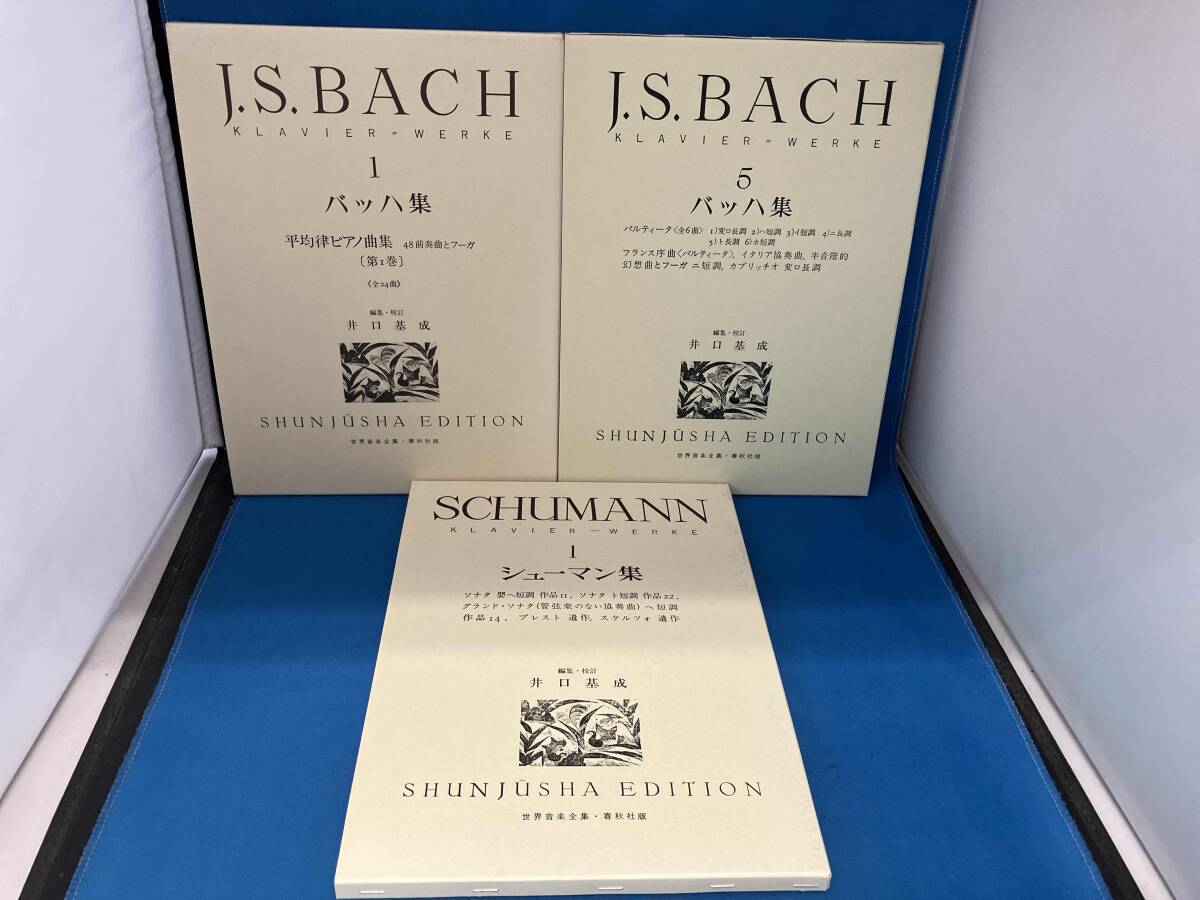 J.S.BACH
KLAVIER=WERKE
1
バッハ集
平均律ピアノ曲集 48前奏曲とフーガ
〔第1巻〕
《全24曲》
編集・校訂
井口基成
SHUNJŪSHA EDITION
世界音楽全集・春秋社版
J.S.BACH
KLAVIER=WERKE
5
バッハ集
パルティータ〈全6曲〉 1)変ロ長調 2)ハ短調 3)イ短調 4)ニ長調
5)ト長調 6)ホ短調
フランス序曲〈パルティータ〉, イタリア協奏曲, 半音階的
幻想曲とフーガ ニ短調, カプリッチオ 変ロ長調
編集・校訂
井口基成
SHUNJŪSHA EDITION
世界音楽全集・春秋社版
SCHUMANN
KLAVIER—WERKE
1
シューマン集
ソナタ 嬰ヘ短調 作品11, ソナタ ト短調 作品22,
グランド・ソナタ(管弦楽のない協奏曲) ヘ短調
作品14, プレスト 遺作, スケルツォ 遺作
編集・校訂
井口基成
SHUNJŪSHA EDITION
世界音楽全集・春秋社版